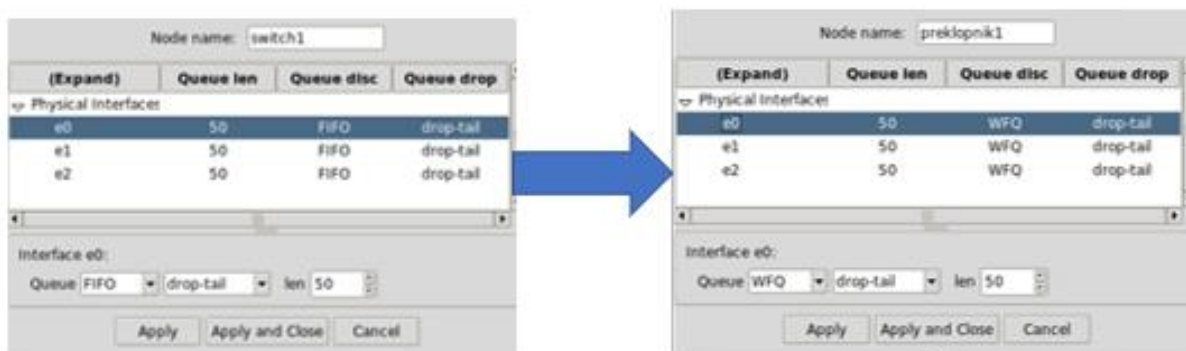 Node name: switch1
(Expand) Queue len Queue disc Queue drop
Physical Interfaces
e0 50 FIFO drop-tail
e1 50 FIFO drop-tail
e2 50 FIFO drop-tail
Interface e0:
Queue FIFO drop-tail len 50
Apply Apply and Close Cancel
Node name: preklopnik1
(Expand) Queue len Queue disc Queue drop
Physical Interfaces
e0 50 WFQ drop-tail
e1 50 WFQ drop-tail
e2 50 WFQ drop-tail
Interface e0:
Queue WFQ drop-tail len 50
Apply Apply and Close Cancel